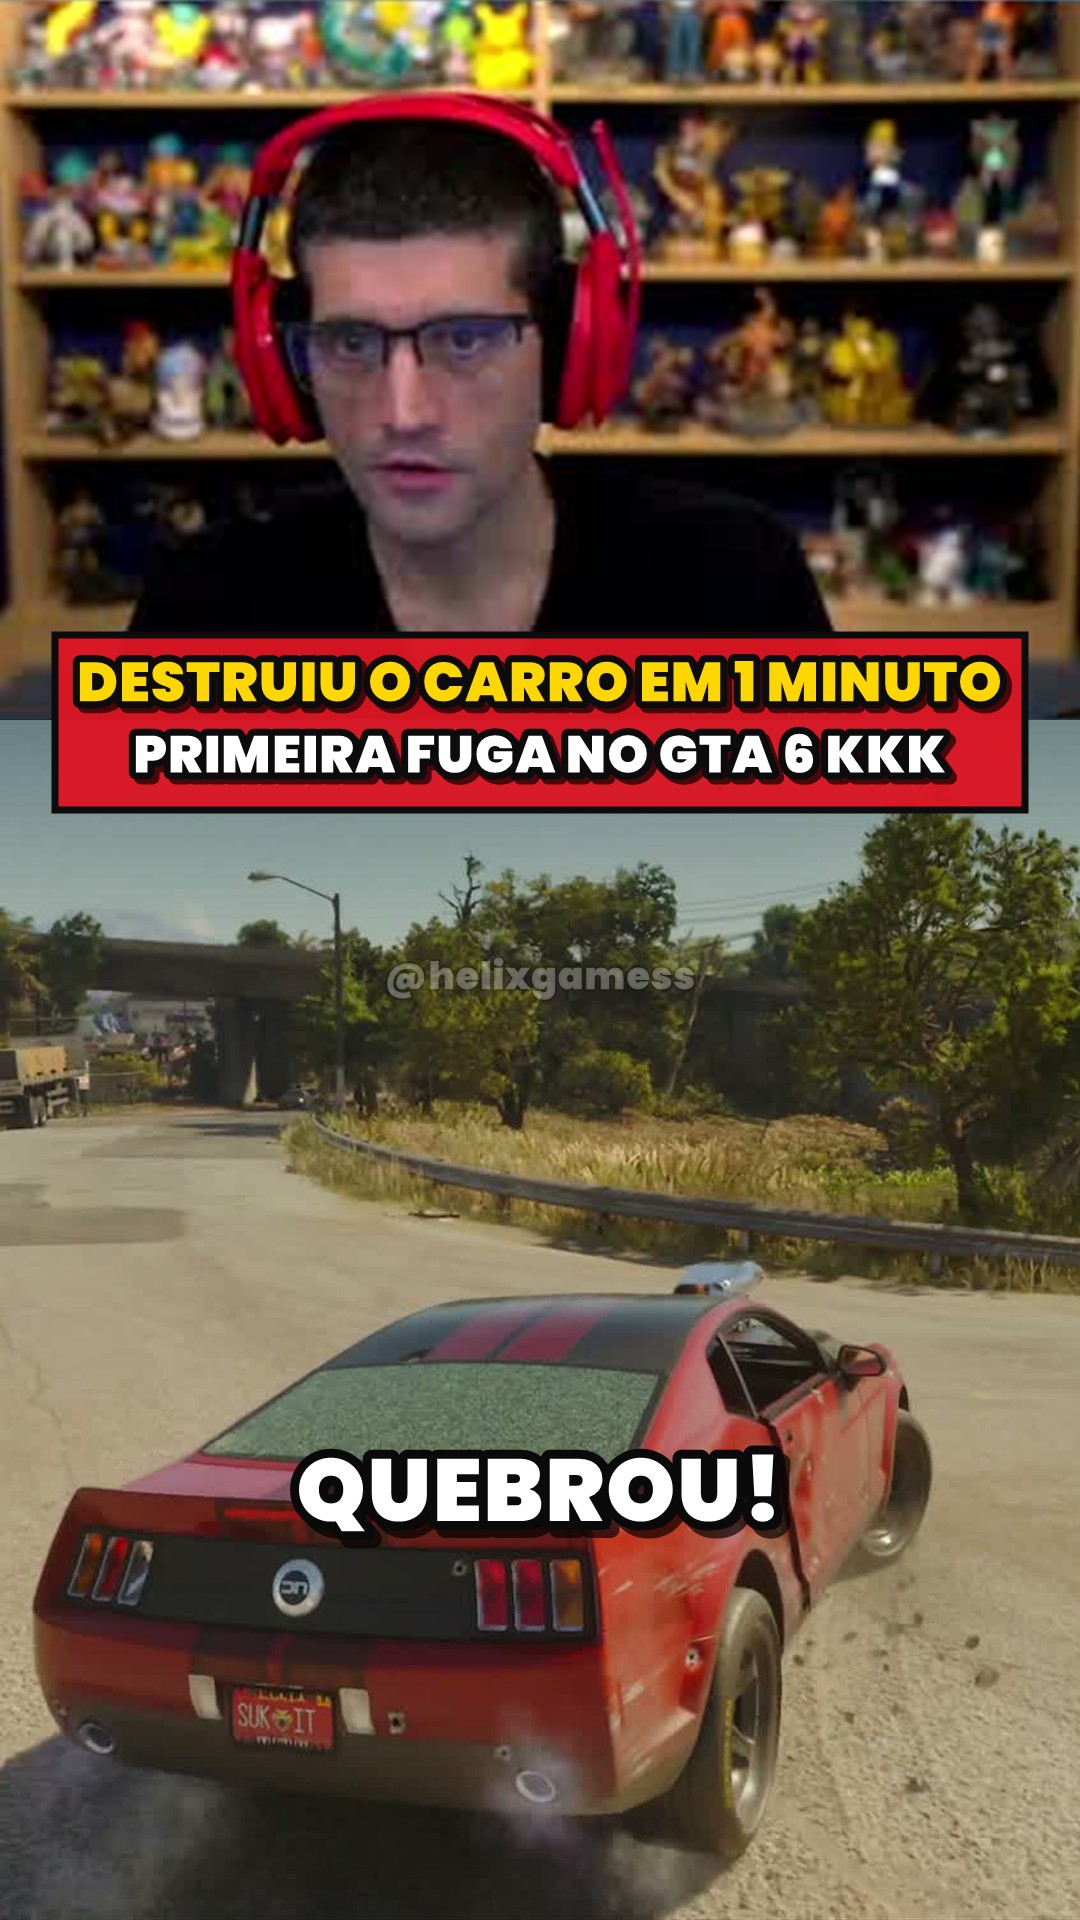 DESTRUIU O CARRO EM 1 MINUTO
PRIMEIRA FUGA NO GTA 6 KKK
@helixgamess
QUEBROU!
SUK IT